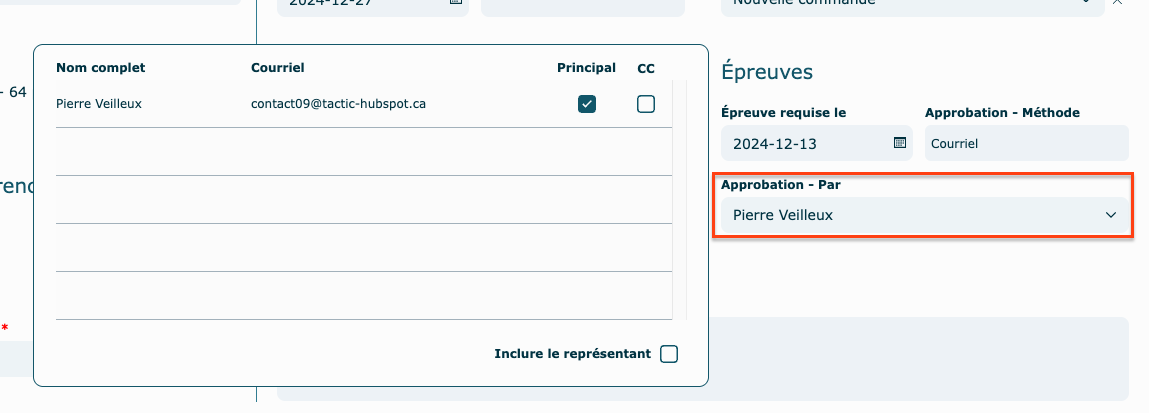 2024-12-27
Nouvelle commande
- 64
Nom complet Courriel Principal CC
Pierre Veilleux contact09@tactic-hubspot.ca
Inclure le représentant
*
Épreuves
Épreuve requise le Approbation - Méthode
2024-12-13 Courriel
Approbation - Par
Pierre Veilleux